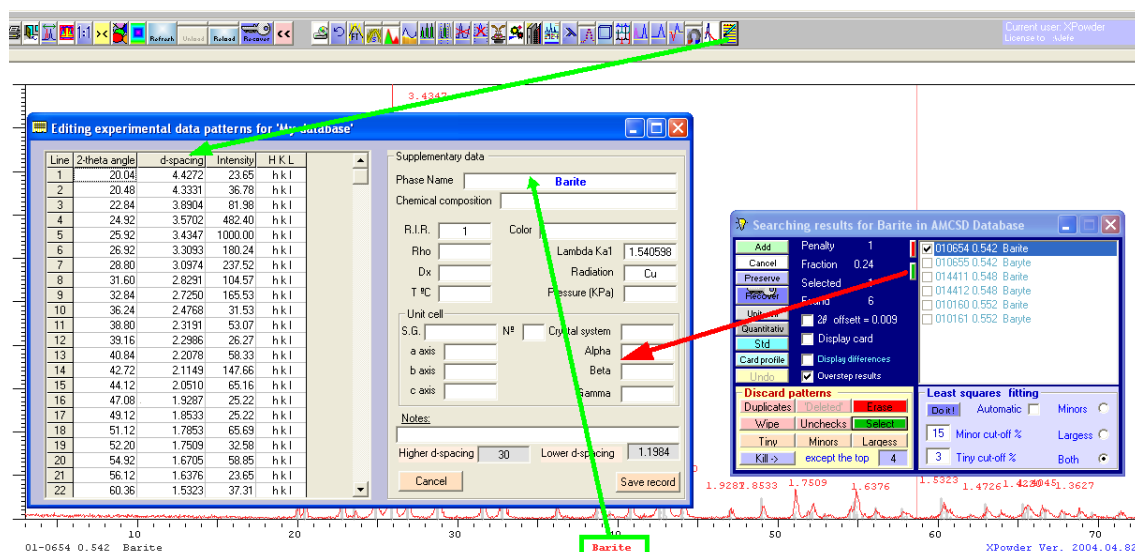 1:1
Refresh
Unload
Reload
Recover
<<
Current user: XPowder
License to : \Jefe
3.4347
Editing experimental data patterns for 'My database'
Line 2-theta angle d-spacing Intensity H K L
1 20.04 4.4272 23.65 h k l
2 20.48 4.3331 36.78 h k l
3 22.84 3.8904 81.98 h k l
4 24.92 3.5702 482.40 h k l
5 25.92 3.4347 1000.00 h k l
6 26.92 3.3093 180.24 h k l
7 28.80 3.0974 237.52 h k l
8 31.60 2.8291 104.57 h k l
9 32.84 2.7250 165.53 h k l
10 36.24 2.4768 31.53 h k l
11 38.80 2.3191 53.07 h k l
12 39.16 2.2986 26.27 h k l
13 40.84 2.2078 58.33 h k l
14 42.72 2.1149 147.66 h k l
15 44.12 2.0510 65.16 h k l
16 47.08 1.9287 25.22 h k l
17 49.12 1.8533 25.22 h k l
18 51.12 1.7853 65.69 h k l
19 52.20 1.7509 32.58 h k l
20 54.92 1.6705 58.85 h k l
21 56.12 1.6376 23.65 h k l
22 60.36 1.5323 37.31 h k l
Supplementary data
Phase Name Barite
Chemical composition
R.I.R. 1 Color
Rho Lambda Ka1 1.540598
Dx Radiation Cu
T ºC Pressure (KPa)
Unit cell
S.G. Nº Crystal system
a axis Alpha
b axis Beta
c axis Gamma
Notes:
Higher d-spacing 30 Lower d-spacing 1.1984
Cancel Save record
Searching results for Barite in AMCSD Database
Add Penalty 1
Cancel Fraction 0.24
Preserve Selected 1
Recover Found 6
Unit cell 2θ offsett = 0.009
Quantitativ Display card
Std
Card profile Display differences
Undo Overstep results
010654 0.542 Barite
010655 0.542 Baryte
014411 0.548 Barite
014412 0.548 Baryte
010160 0.552 Barite
010161 0.552 Baryte
Discard patterns
Duplicates 'Deleted' Erase
Wipe Unchecks Select
Tiny Minors Largess
Kill -> except the top 4
Least squares fitting
Do it! Automatic Minors
15 Minor cut-off % Largess
3 Tiny cut-off % Both
1.9287 1.8533 1.7509 1.6376 1.5323 1.4726 1.3627
10 20 30 40 50 60 70
01-0654 0.542 Barite
Barite
XPowder Ver. 2004.04.82